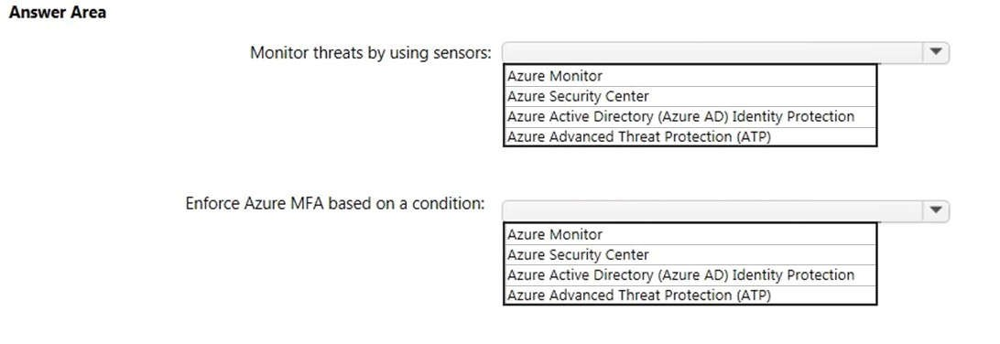 Answer Area
Monitor threats by using sensors:
Azure Monitor
Azure Security Center
Azure Active Directory (Azure AD) Identity Protection
Azure Advanced Threat Protection (ATP)
Enforce Azure MFA based on a condition:
Azure Monitor
Azure Security Center
Azure Active Directory (Azure AD) Identity Protection
Azure Advanced Threat Protection (ATP)